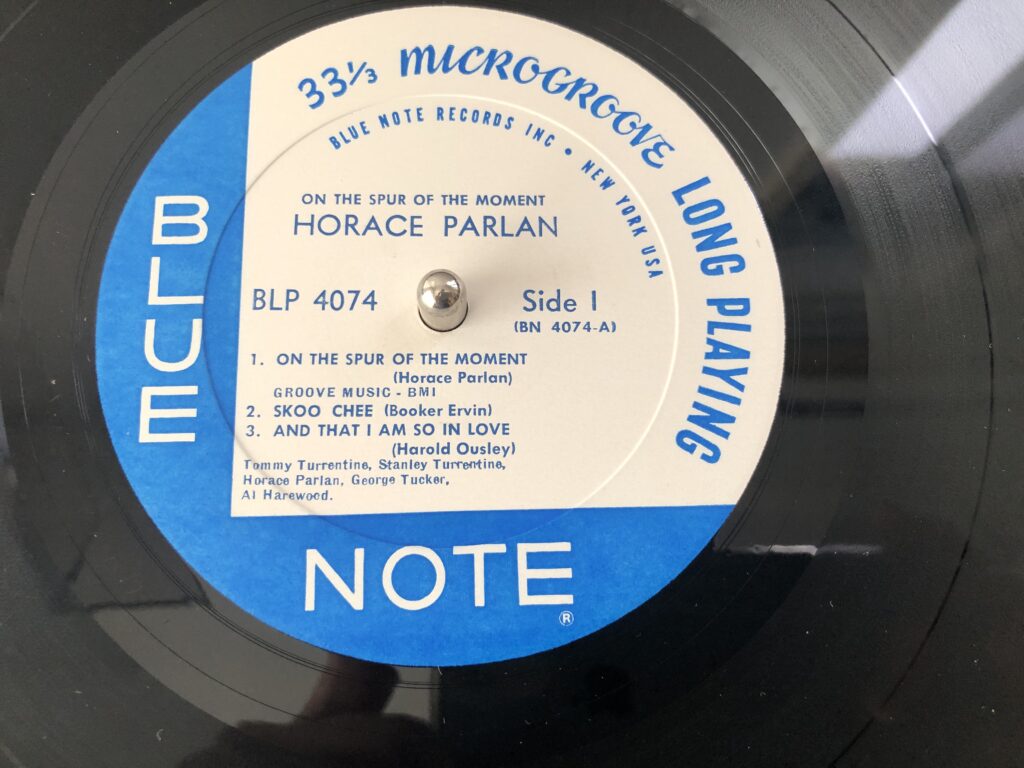 33⅓ MICROGROOVE LONG PLAYING
BLUE NOTE RECORDS INC • NEW YORK USA
ON THE SPUR OF THE MOMENT
HORACE PARLAN
BLP 4074
Side 1
(BN 4074-A)
1. ON THE SPUR OF THE MOMENT
(Horace Parlan)
GROOVE MUSIC - BMI
2. SKOO CHEE (Booker Ervin)
3. AND THAT I AM SO IN LOVE
(Harold Ousley)
Tommy Turrentine, Stanley Turrentine,
Horace Parlan, George Tucker,
Al Harewood.
BLUE
NOTE
®